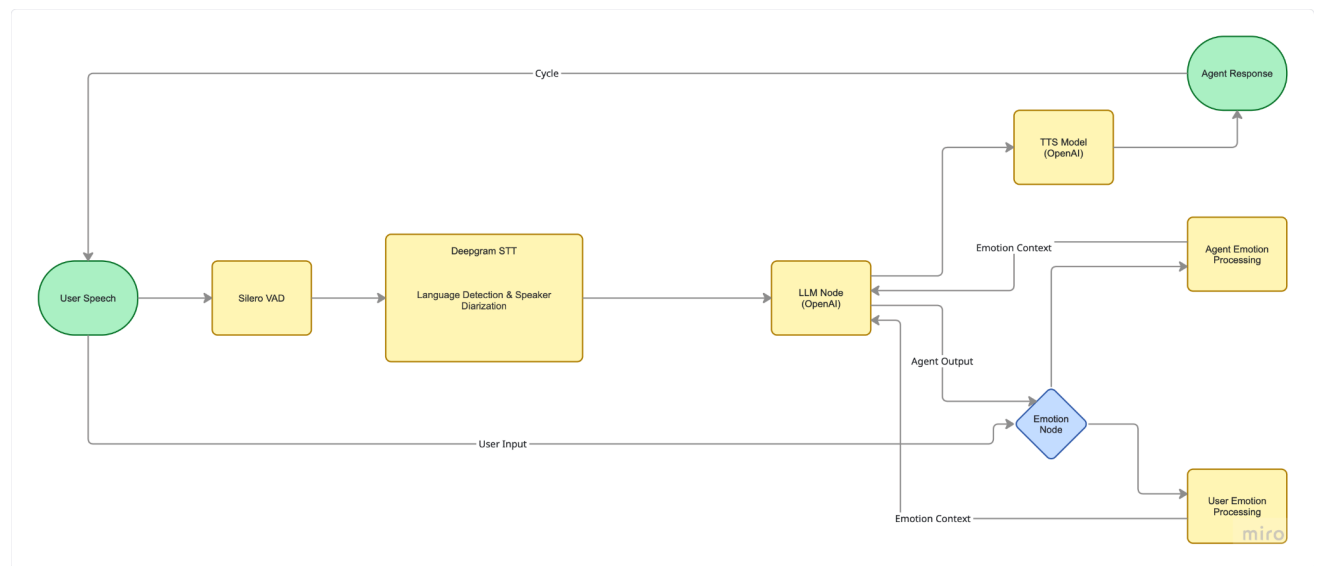 Cycle
Agent Response
TTS Model
(OpenAI)
Emotion Context
Agent Emotion
Processing
Deepgram STT
Language Detection & Speaker
Diarization
User Speech
Silero VAD
LLM Node
(OpenAI)
Agent Output
Emotion
Node
User Input
User Emotion
Processing
Emotion Context
miro